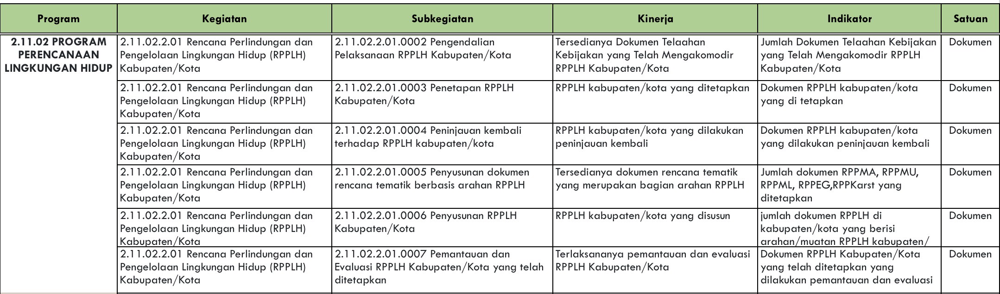 Program
Kegiatan
Subkegiatan
Kinerja
Indikator
Satuan
2.11.02 PROGRAM
PERENCANAAN
LINGKUNGAN HIDUP
2.11.02.2.01 Rencana Perlindungan dan
Pengelolaan Lingkungan Hidup (RPPLH)
Kabupaten/Kota
2.11.02.2.01.0002 Pengendalian
Pelaksanaan RPPLH Kabupaten/Kota
Tersedianya Dokumen Telaahan
Kebijakan yang Telah Mengakomodir
RPPLH Kabupaten/Kota
Jumlah Dokumen Telaahan Kebijakan
yang Telah Mengakomodir RPPLH
Kabupaten/Kota
Dokumen
2.11.02.2.01 Rencana Perlindungan dan
Pengelolaan Lingkungan Hidup (RPPLH)
Kabupaten/Kota
2.11.02.2.01.0003 Penetapan RPPLH
Kabupaten/Kota
RPPLH kabupaten/kota yang ditetapkan
Dokumen RPPLH kabupaten/kota
yang di tetapkan
Dokumen
2.11.02.2.01 Rencana Perlindungan dan
Pengelolaan Lingkungan Hidup (RPPLH)
Kabupaten/Kota
2.11.02.2.01.0004 Peninjauan kembali
terhadap RPPLH kabupaten/kota
RPPLH kabupaten/kota yang dilakukan
peninjauan kembali
Dokumen RPPLH kabupaten/kota
yang dilakukan peninjauan kembali
Dokumen
2.11.02.2.01 Rencana Perlindungan dan
Pengelolaan Lingkungan Hidup (RPPLH)
Kabupaten/Kota
2.11.02.2.01.0005 Penyusunan dokumen
rencana tematik berbasis arahan RPPLH
Tersedianya dokumen rencana tematik
yang merupakan bagian arahan RPPLH
Jumlah dokumen RPPMA, RPPMU,
RPPML, RPPEG,RPPKarst yang
ditetapkan
Dokumen
2.11.02.2.01 Rencana Perlindungan dan
Pengelolaan Lingkungan Hidup (RPPLH)
Kabupaten/Kota
2.11.02.2.01.0006 Penyusunan RPPLH
Kabupaten/Kota
RPPLH kabupaten/kota yang disusun
jumlah dokumen RPPLH di
kabupaten/kota yang berisi
arahan/muatan RPPLH kabupaten/
Dokumen
2.11.02.2.01 Rencana Perlindungan dan
Pengelolaan Lingkungan Hidup (RPPLH)
Kabupaten/Kota
2.11.02.2.01.0007 Pemantauan dan
Evaluasi RPPLH Kabupaten/Kota yang telah
ditetapkan
Terlaksananya pemantauan dan evaluasi
RPPLH Kabupaten/Kota
Dokumen RPPLH Kabupaten/Kota
yang telah ditetapkan yang
dilakukan pemantauan dan evaluasi
Dokumen